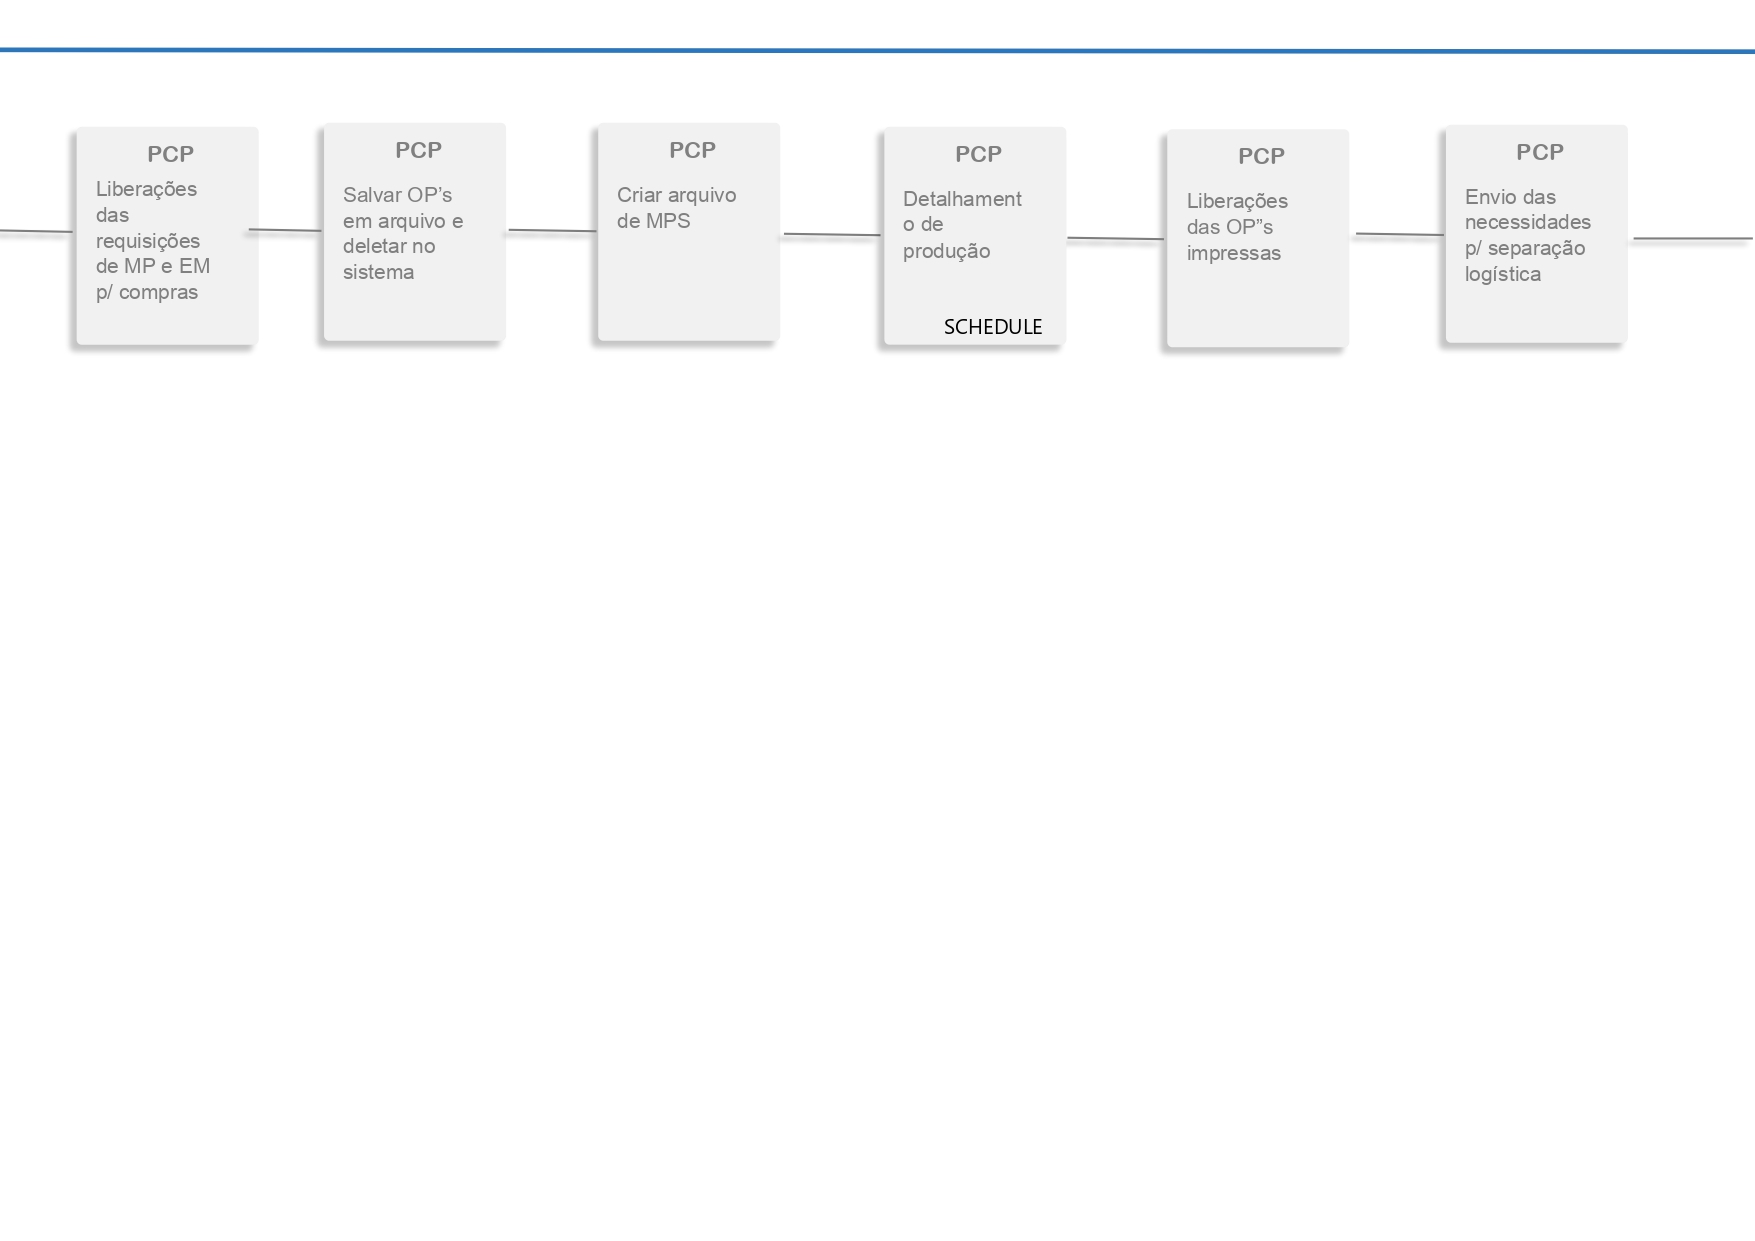 PCP
Liberações
das
requisições
de MP e EM
p/ compras
PCP
Salvar OP’s
em arquivo e
deletar no
sistema
PCP
Criar arquivo
de MPS
PCP
Detalhament
o de
produção
SCHEDULE
PCP
Liberações
das OP”s
impressas
PCP
Envio das
necessidades
p/ separação
logística